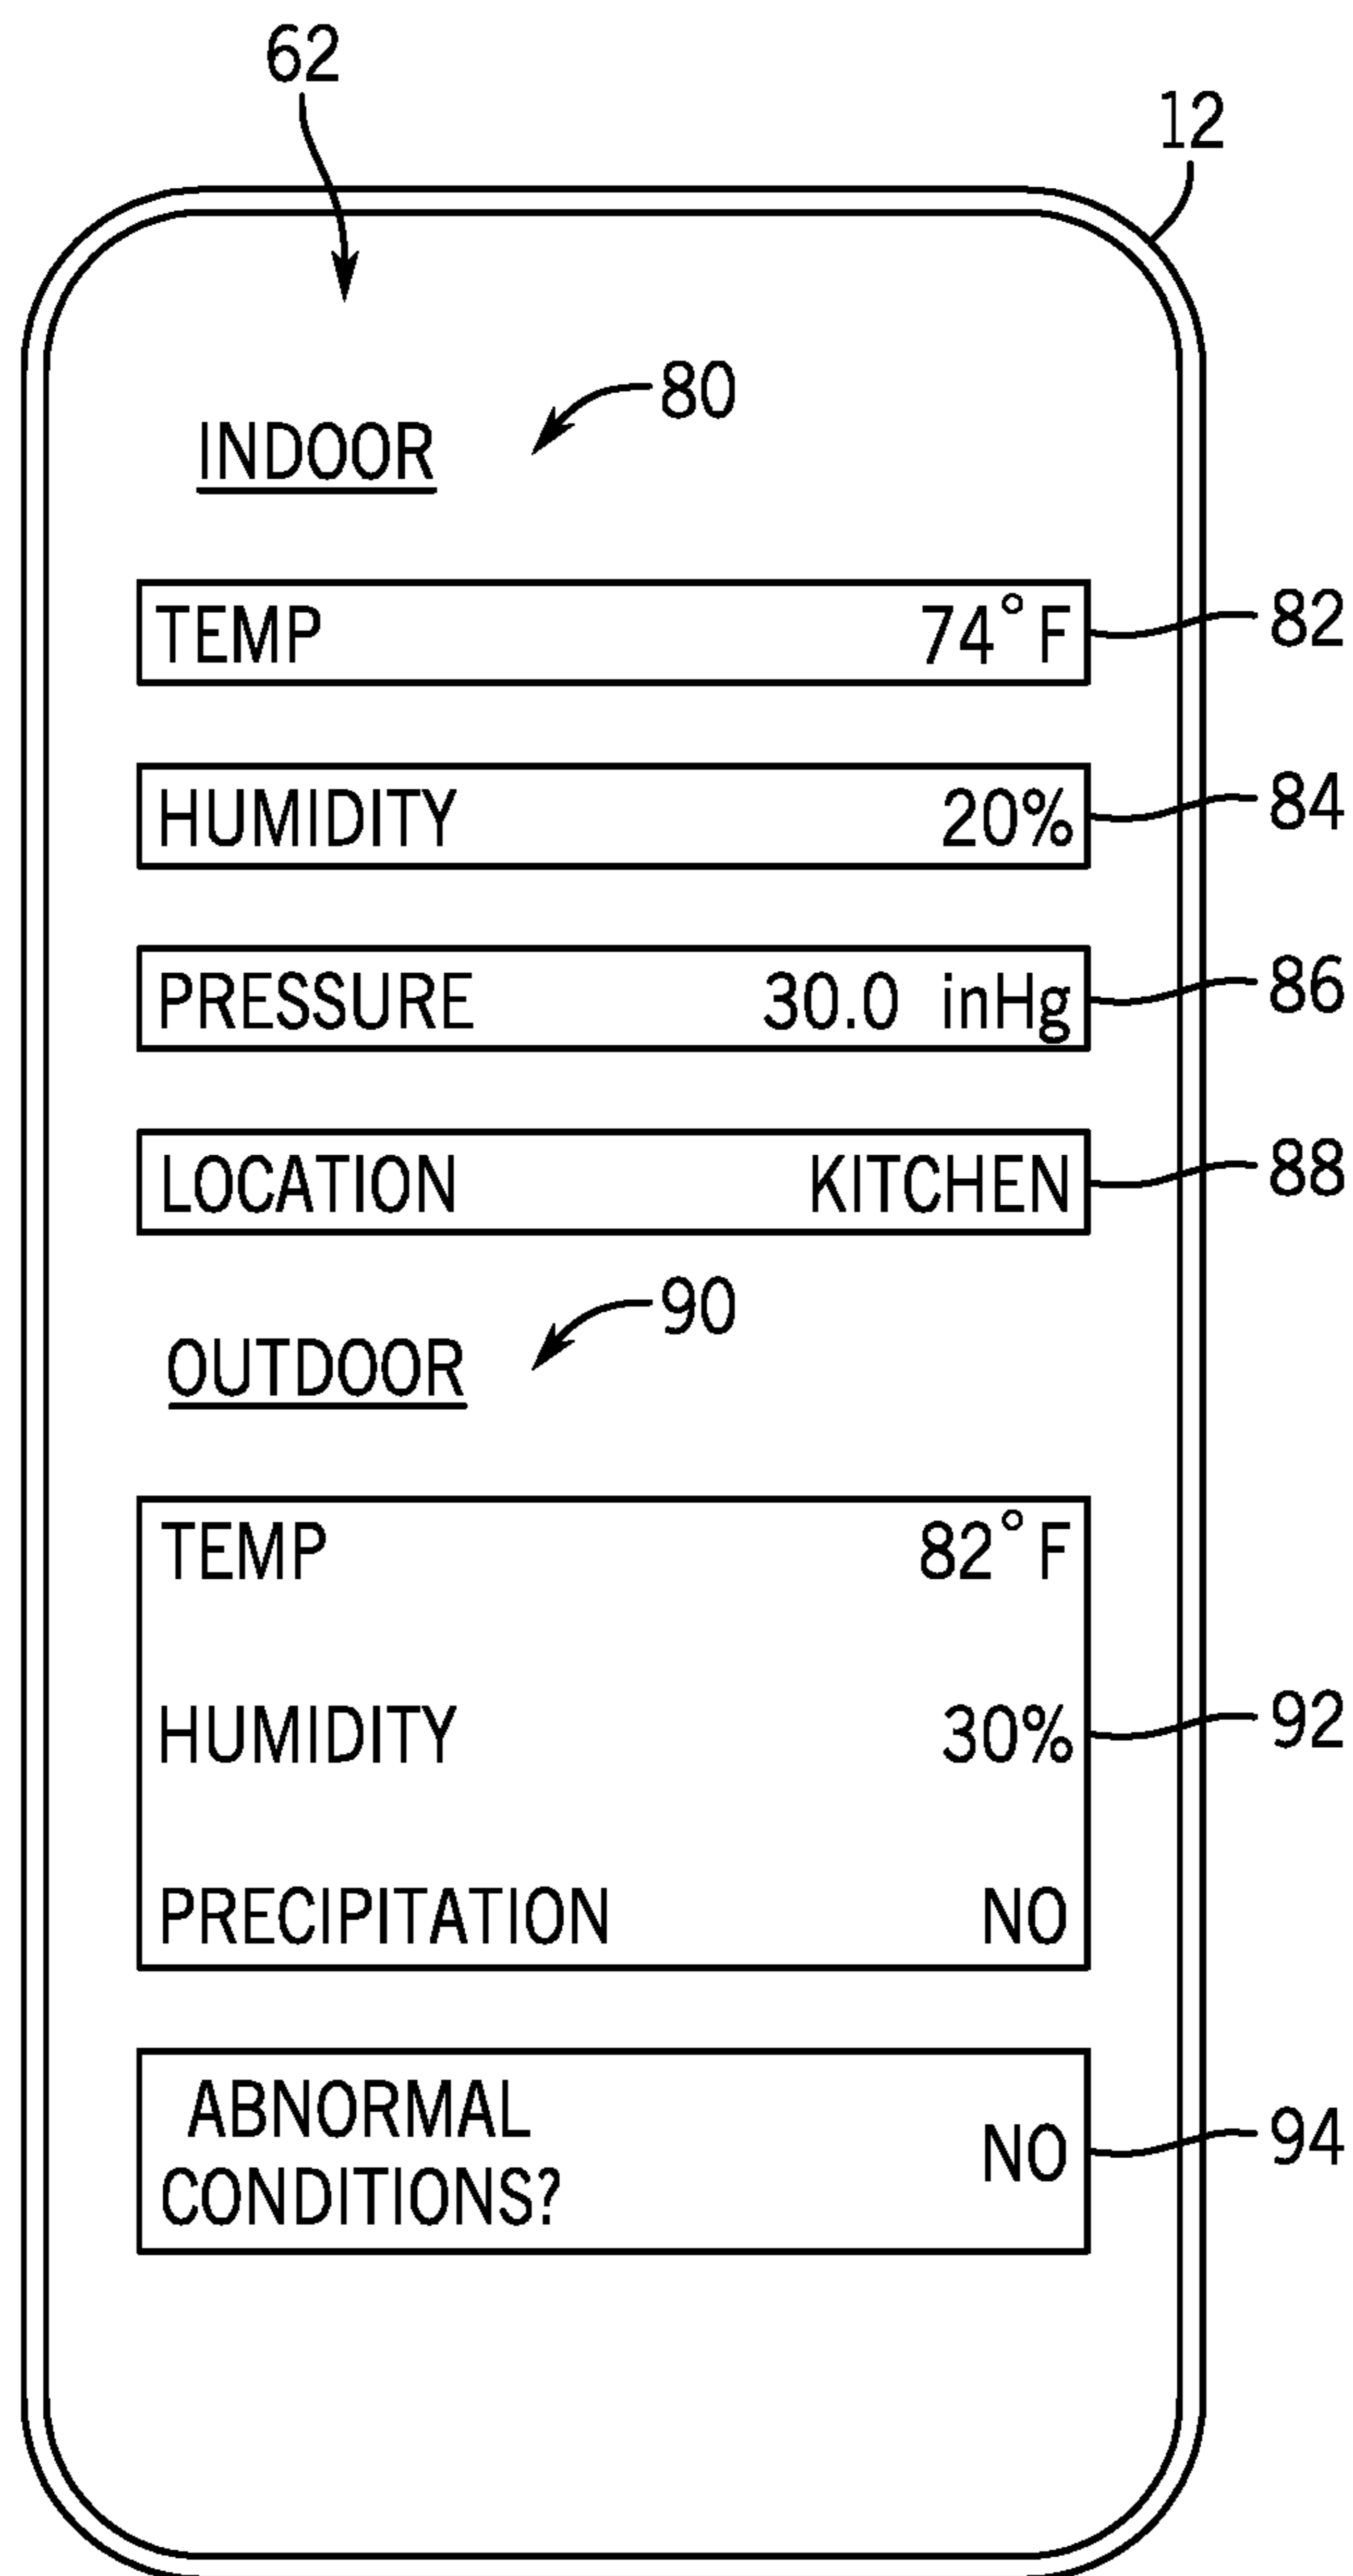 62
12
80
INDOOR
TEMP 74°F 82
HUMIDITY 20% 84
PRESSURE 30.0 inHg 86
LOCATION KITCHEN 88
90
OUTDOOR
TEMP 82°F
HUMIDITY 30% 92
PRECIPITATION NO
ABNORMAL
CONDITIONS? NO 94